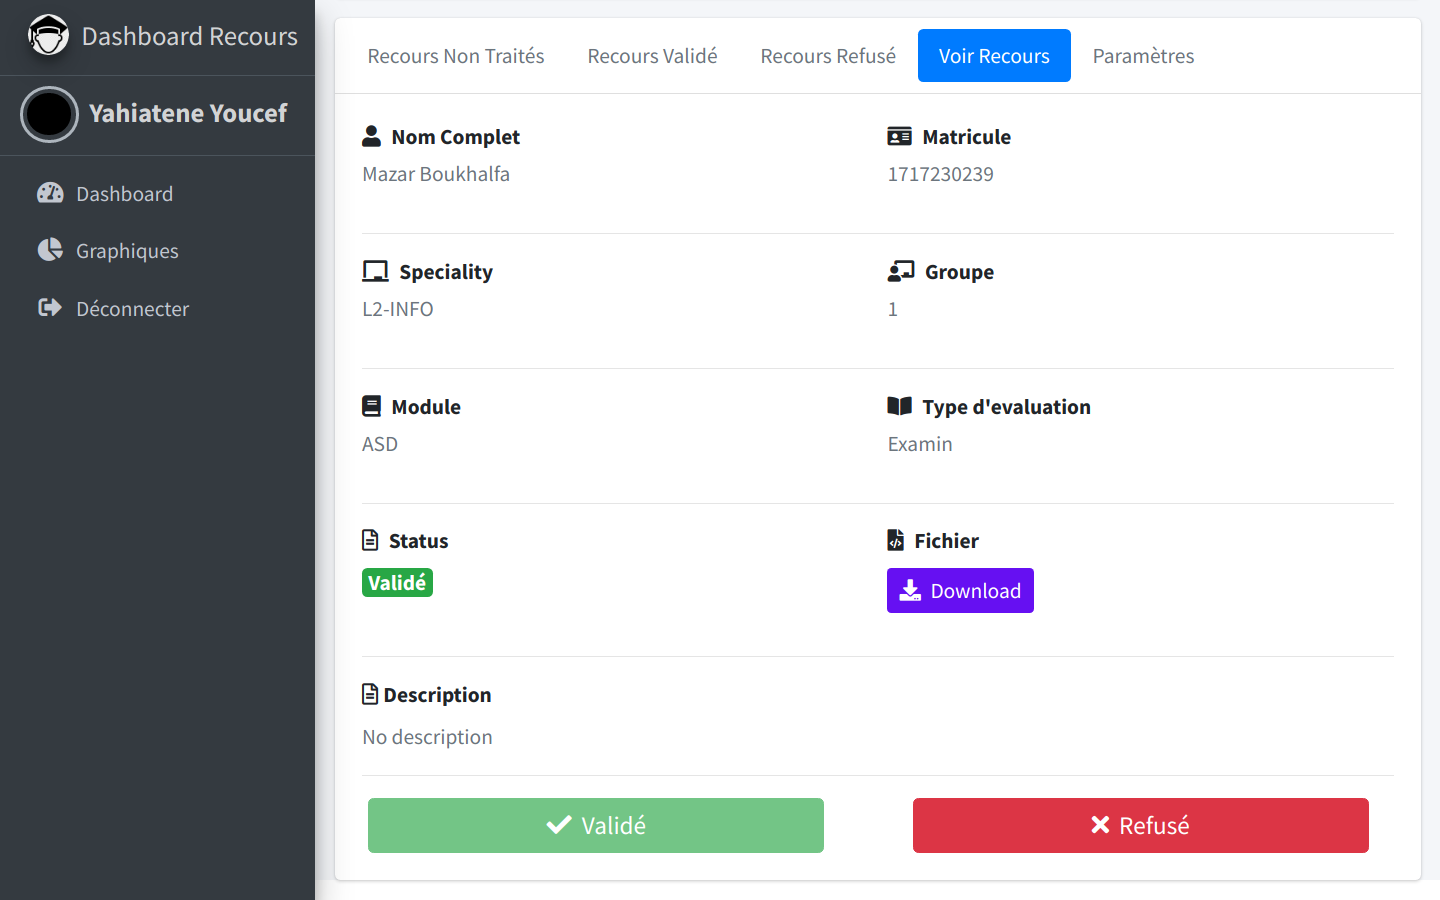 Dashboard Recours
Yahiatene Youcef
Dashboard
Graphiques
Déconnecter
Recours Non Traités Recours Validé Recours Refusé Voir Recours Paramètres
Nom Complet Matricule
Mazar Boukhalfa 1717230239
Speciality Groupe
L2-INFO 1
Module Type d'evaluation
ASD Examin
Status Fichier
Validé Download
Description
No description
Validé Refusé